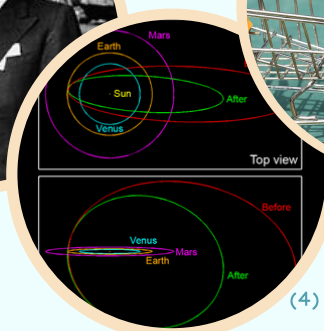 Mars
Earth
Sun
After
Venus
Top view
Before
Venus
Mars
Earth
After
(4)